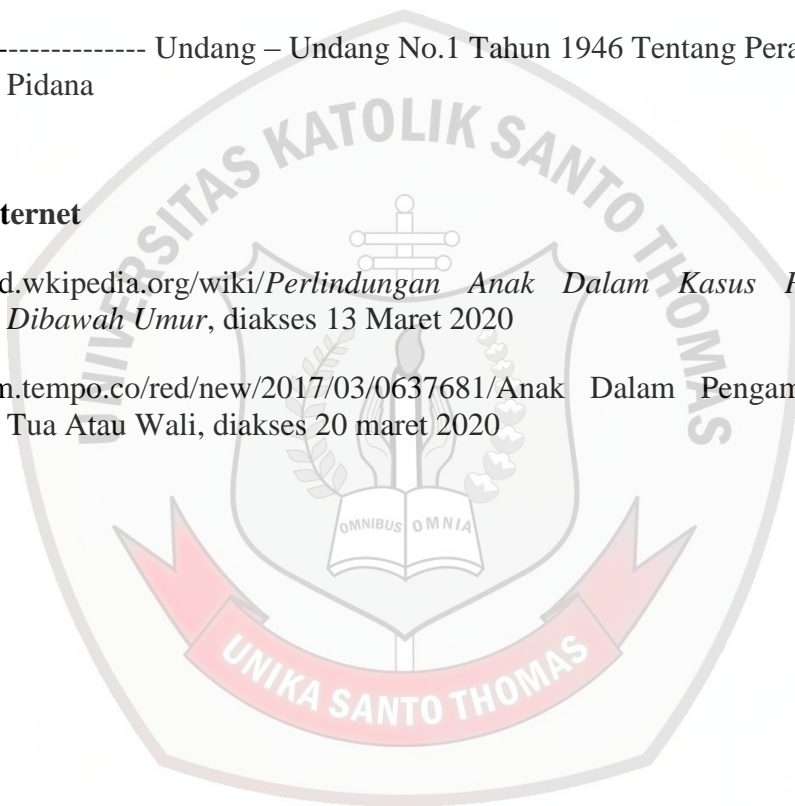 -------------- Undang – Undang No.1 Tahun 1946 Tentang Pera
Pidana
UNIVERSITAS KATOLIK SANTO THOMAS
ternet
d.wkipedia.org/wiki/Perlindungan Anak Dalam Kasus
Dibawah Umur, diakses 13 Maret 2020
n.tempo.co/red/new/2017/03/0637681/Anak Dalam Pengam
Tua Atau Wali, diakses 20 maret 2020
OMNIBUS OMNIA
UNIKA SANTO THOMAS